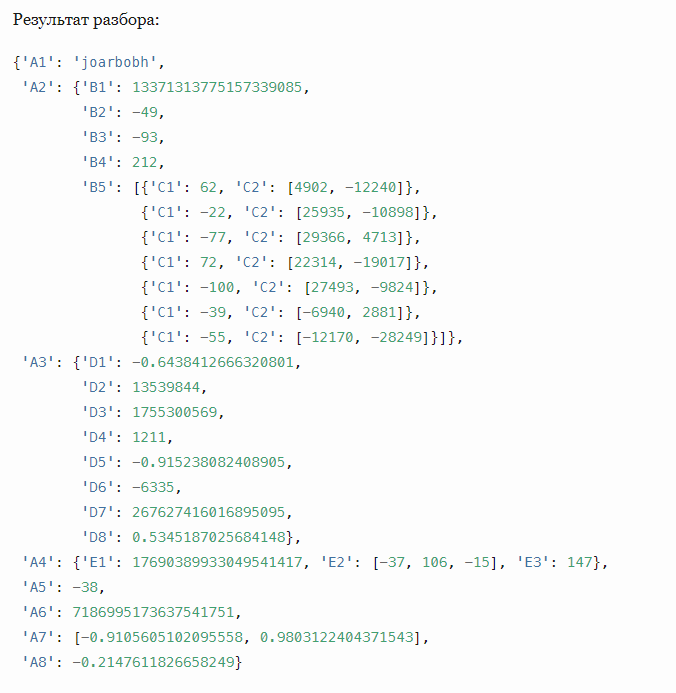 Результат разбора:
{'A1': 'joarbobh',
 'A2': {'B1': 13371313775157339085,
        'B2': -49,
        'B3': -93,
        'B4': 212,
        'B5': [{'C1': 62, 'C2': [4902, -12240]},
               {'C1': -22, 'C2': [25935, -10898]},
               {'C1': -77, 'C2': [29366, 4713]},
               {'C1': 72, 'C2': [22314, -19017]},
               {'C1': -100, 'C2': [27493, -9824]},
               {'C1': -39, 'C2': [-6940, 2881]},
               {'C1': -55, 'C2': [-12170, -28249]}]},
 'A3': {'D1': -0.6438412666320801,
        'D2': 13539844,
        'D3': 1755300569,
        'D4': 1211,
        'D5': -0.915238082408905,
        'D6': -6335,
        'D7': 267627416016895095,
        'D8': 0.5345187025684148},
 'A4': {'E1': 17690389933049541417, 'E2': [-37, 106, -15], 'E3': 147},
 'A5': -38,
 'A6': 7186995173637541751,
 'A7': [-0.9105605102095558, 0.9803122404371543],
 'A8': -0.2147611826658249}